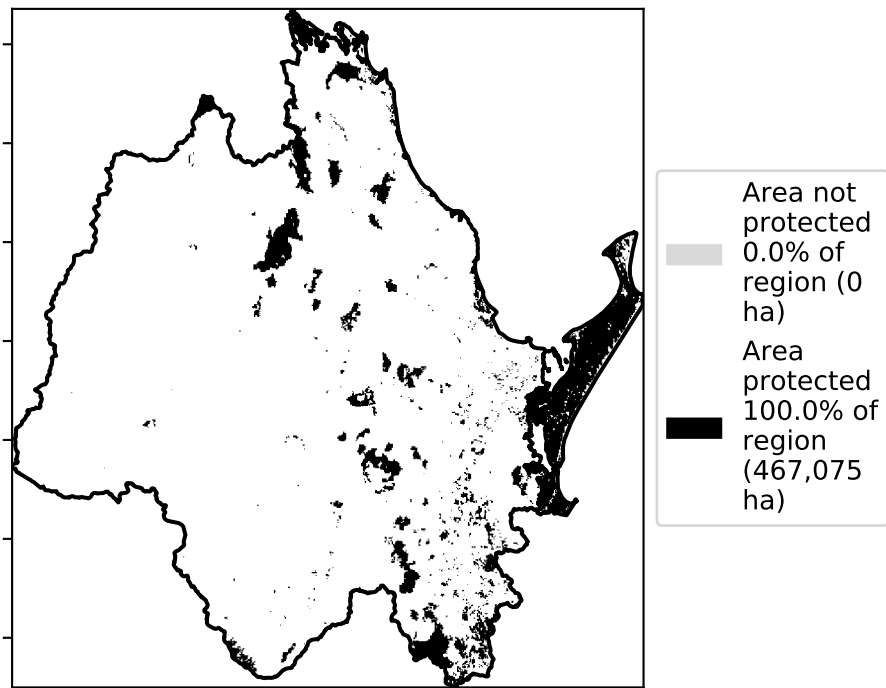 Area not
protected
0.0% of
region (0
ha)
Area
protected
100.0% of
region
(467,075
ha)